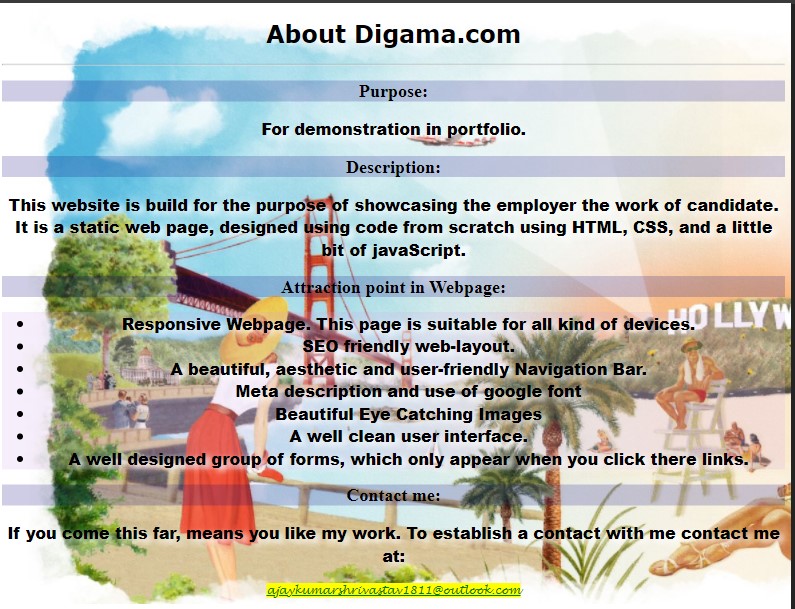 About Digama.com
Purpose:
For demonstration in portfolio.
Description:
This website is build for the purpose of showcasing the employer the work of candidate.
It is a static web page, designed using code from scratch using HTML, CSS, and a little
bit of javaScript.
Attraction point in Webpage:
• Responsive Webpage. This page is suitable for all kind of devices.
• SEO friendly web-layout.
• A beautiful, aesthetic and user-friendly Navigation Bar.
• Meta description and use of google font
• Beautiful Eye Catching Images
• A well clean user interface.
• A well designed group of forms, which only appear when you click there links.
HOLLYW
Contact me:
If you come this far, means you like my work. To establish a contact with me contact me
at:
ajaykumarshrivastav1811@outlook.com